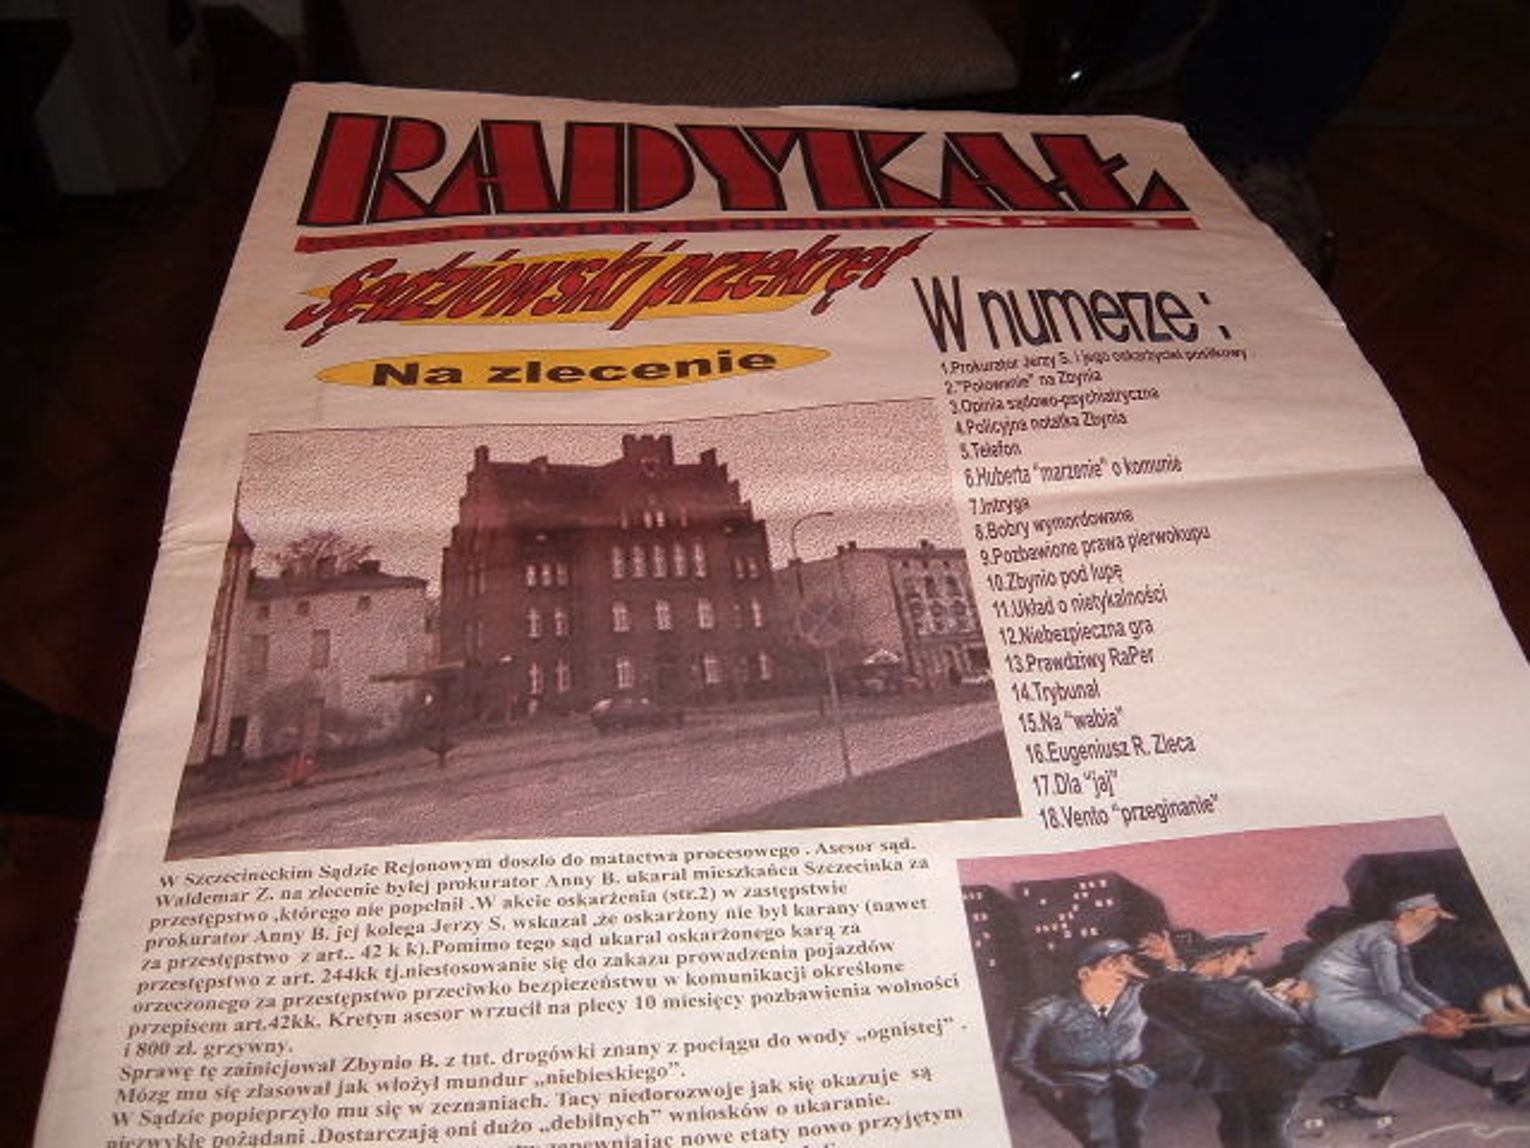 RADYKAŁ
DWUTYGODNIK
Sędziowski przekręt
Na zlecenie
W numerze :
1.Prokurator Jerzy S. i jego oskarżyciel posiłkowy
2."Polowanie" na Zbynia
3.Opinia sądowo-psychiatryczna
4.Policyjna notatka Zbynia
5.Telefon
6.Huberta "marzenie" o komunie
7.Intryga
8.Bobry wymordowane
9.Pozbawione prawa pierwokupu
10.Zbynio pod lupę
11.Układ o nietykalności
12.Niebezpieczna gra
13.Prawdziwy RaPer
14.Trybunał
15.Na "wabia"
16.Eugeniusz R. Zleca
17.Dla "jaj"
18.Vento "przeginanie"
W Szczecineckim Sądzie Rejonowym doszło do matactwa procesowego . Asesor sąd.
Waldemar Z. na zlecenie byłej prokurator Anny B. ukarał mieszkańca Szczecinka za
przestępstwo ,którego nie popełnił .W akcie oskarżenia (str.2) w zastępstwie
prokurator Anny B. jej kolega Jerzy S. wskazał ,że oskarżony nie był karany (nawet
za przestępstwo z art.. 42 k k).Pomimo tego sąd ukarał oskarżonego karą za
przestępstwo z art. 244kk tj.niestosowanie się do zakazu prowadzenia pojazdów
orzeczonego za przestępstwo przeciwko bezpieczeństwu w komunikacji określone
przepisem art.42kk. Kretyn asesor wrzucił na plecy 10 miesięcy pozbawienia wolności
i 800 zł. grzywny.
Sprawę tę zainicjował Zbynio B. z tut. drogówki znany z pociągu do wody „ognistej" .
Mózg mu się zlasował jak włożył mundur „niebieskiego".
W Sądzie popieprzyło mu się w zeznaniach. Tacy niedorozwoje jak się okazuje są
niezwykle pożądani .Dostarczają oni dużo „debilnych" wniosków o ukaranie.
zapewniając nowe etaty nowo przyjętym